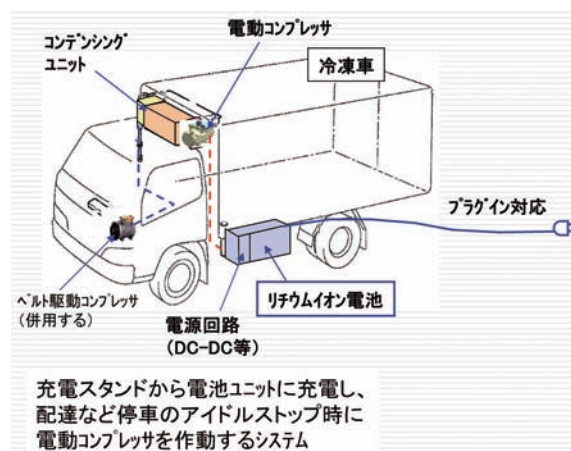 電動コンプレッサ
コンデンシング
ユニット
冷凍車
プラグイン対応
ベルト駆動コンプレッサ
(併用する)
リチウムイオン電池
電源回路
(DC-DC等)
充電スタンドから電池ユニットに充電し、
配達など停車のアイドルストップ時に
電動コンプレッサを作動するシステム